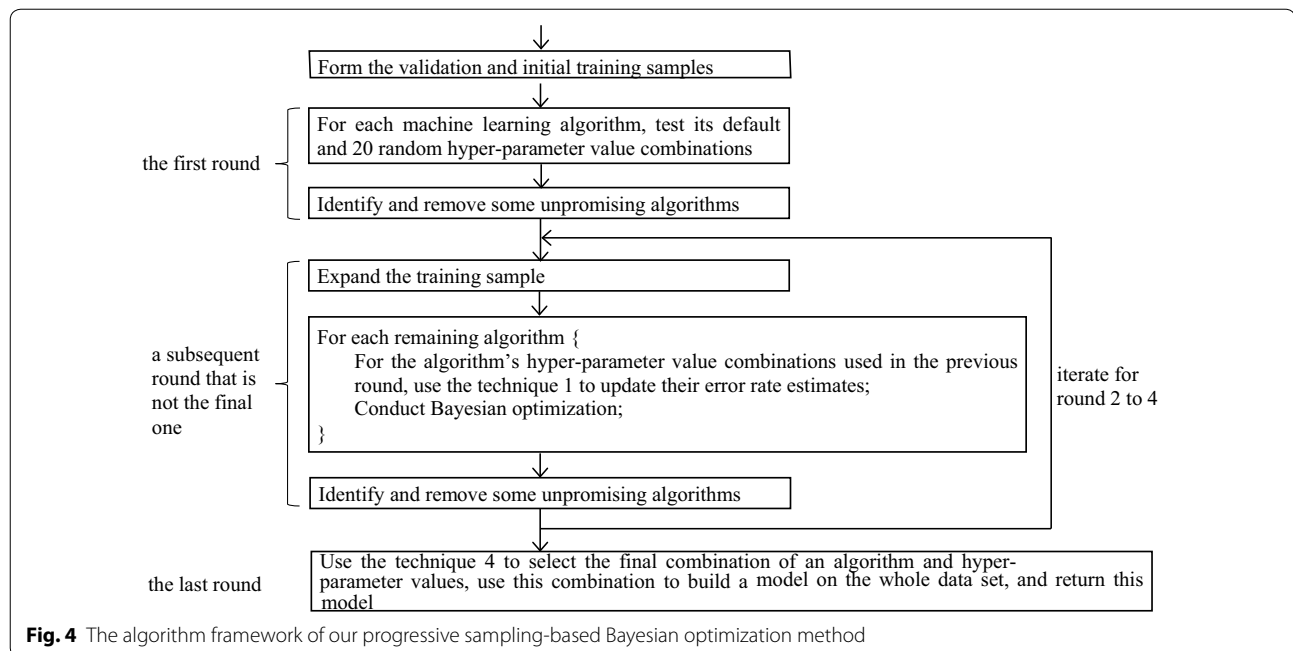 Form the validation and initial training samples
the first round
For each machine learning algorithm, test its default
and 20 random hyper-parameter value combinations
Identify and remove some unpromising algorithms
a subsequent
round that is
not the final
one
Expand the training sample
For each remaining algorithm {
For the algorithm's hyper-parameter value combinations used in the previous
round, use the technique 1 to update their error rate estimates;
Conduct Bayesian optimization;
}
Identify and remove some unpromising algorithms
iterate for
round 2 to 4
the last round
Use the technique 4 to select the final combination of an algorithm and hyper-
parameter values, use this combination to build a model on the whole data set, and return this
model
Fig. 4 The algorithm framework of our progressive sampling-based Bayesian optimization method